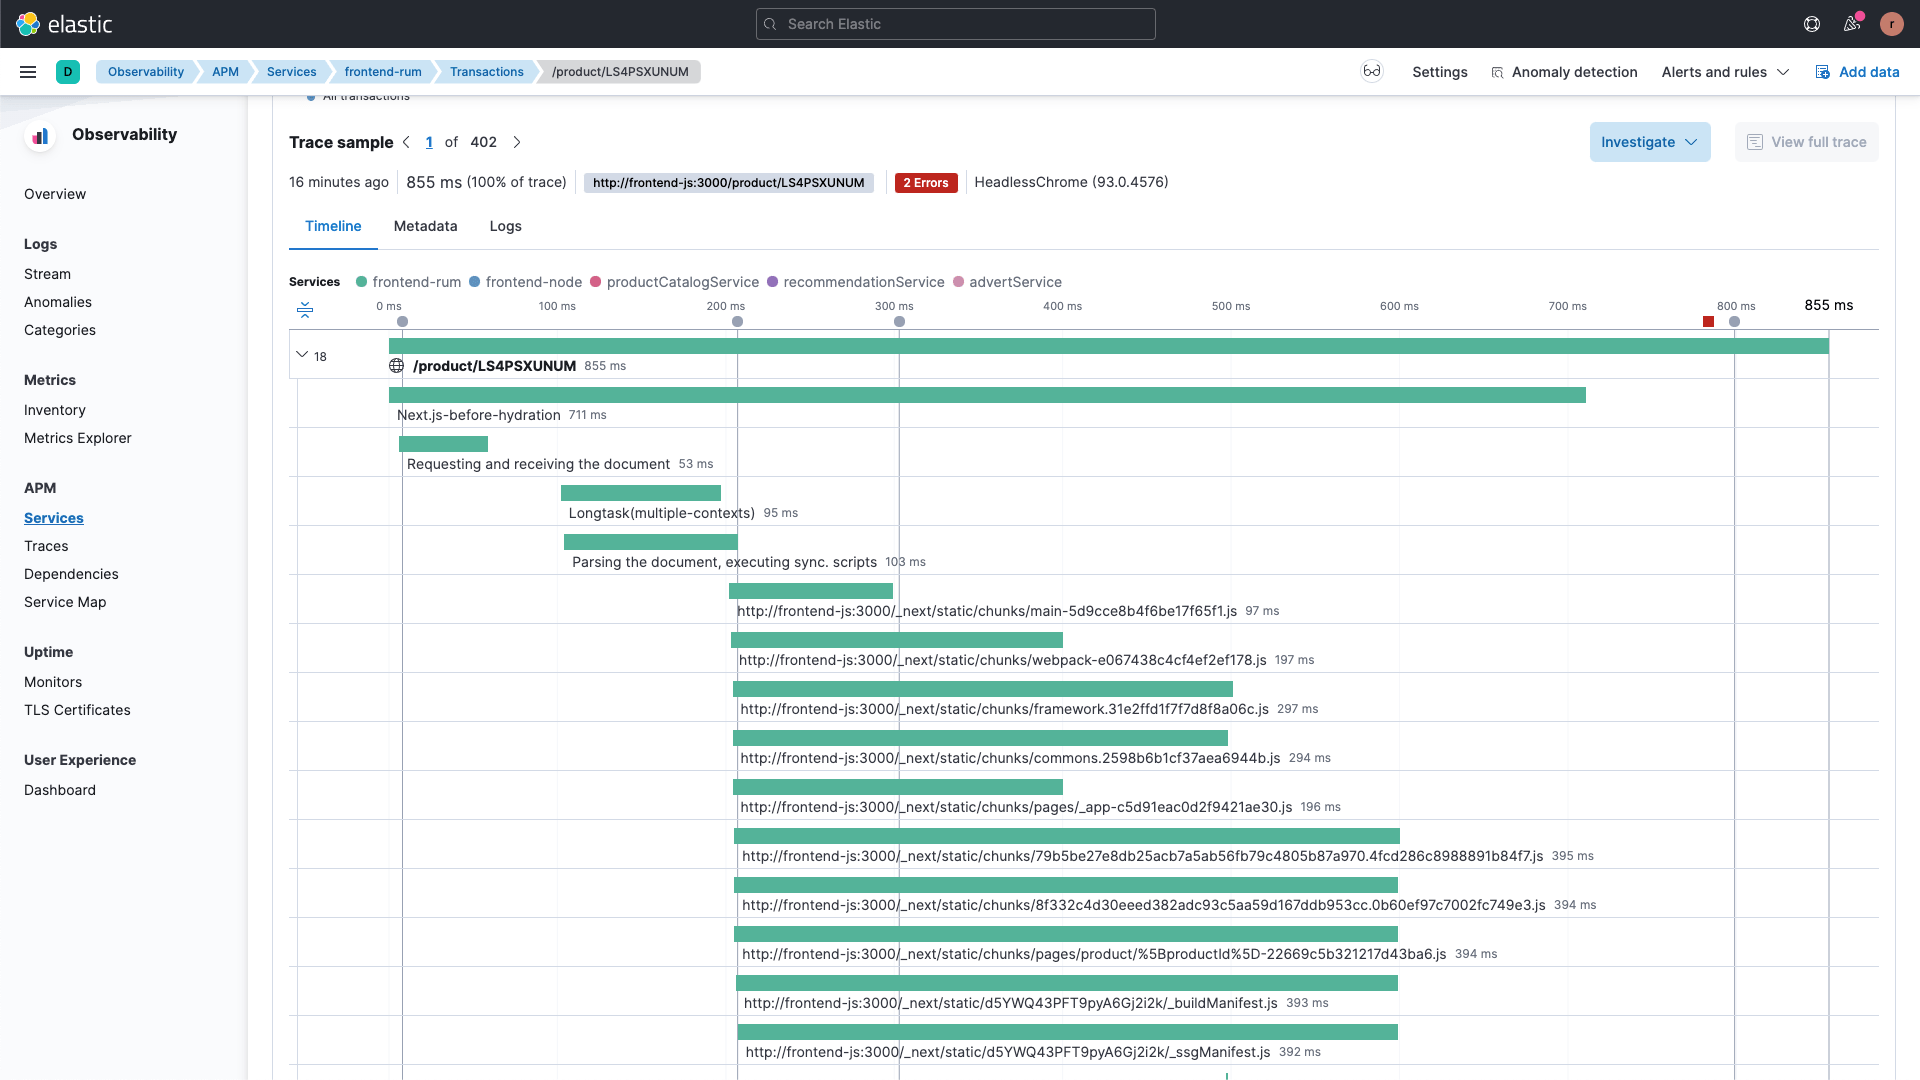 elastic
Search Elastic
r
D
Observability
APM
Services
frontend-rum
Transactions
/product/LS4PSXUNUM
Settings
Anomaly detection
Alerts and rules
Add data
Observability
Overview
Logs
Stream
Anomalies
Categories
Metrics
Inventory
Metrics Explorer
APM
Services
Traces
Dependencies
Service Map
Uptime
Monitors
TLS Certificates
User Experience
Dashboard
All transactions
Trace sample 1 of 402
Investigate
View full trace
16 minutes ago 855 ms (100% of trace) http://frontend-js:3000/product/LS4PSXUNUM 2 Errors HeadlessChrome (93.0.4576)
Timeline Metadata Logs
Services frontend-rum frontend-node productCatalogService recommendationService advertService
0 ms 100 ms 200 ms 300 ms 400 ms 500 ms 600 ms 700 ms 800 ms 855 ms
18
/product/LS4PSXUNUM 855 ms
Next.js-before-hydration 711 ms
Requesting and receiving the document 53 ms
Longtask(multiple-contexts) 95 ms
Parsing the document, executing sync. scripts 103 ms
http://frontend-js:3000/_next/static/chunks/main-5d9cce8b4f6be17f65f1.js 97 ms
http://frontend-js:3000/_next/static/chunks/webpack-e067438c4cf4ef2ef178.js 197 ms
http://frontend-js:3000/_next/static/chunks/framework.31e2ffd1f7f7d8f8a06c.js 297 ms
http://frontend-js:3000/_next/static/chunks/commons.2598b6b1cf37aea6944b.js 294 ms
http://frontend-js:3000/_next/static/chunks/pages/_app-c5d91eac0d2f9421ae30.js 196 ms
http://frontend-js:3000/_next/static/chunks/79b5be27e8db25acb7a5ab56fb79c4805b87a970.4fcd286c8988891b84f7.js 395 ms
http://frontend-js:3000/_next/static/chunks/8f332c4d30eeed382adc93c5aa59d167ddb953cc.0b60ef97c7002fc749e3.js 394 ms
http://frontend-js:3000/_next/static/chunks/pages/product/%5BproductId%5D-22669c5b321217d43ba6.js 394 ms
http://frontend-js:3000/_next/static/d5YWQ43PFT9pyA6Gj2i2k/_buildManifest.js 393 ms
http://frontend-js:3000/_next/static/d5YWQ43PFT9pyA6Gj2i2k/_ssgManifest.js 392 ms